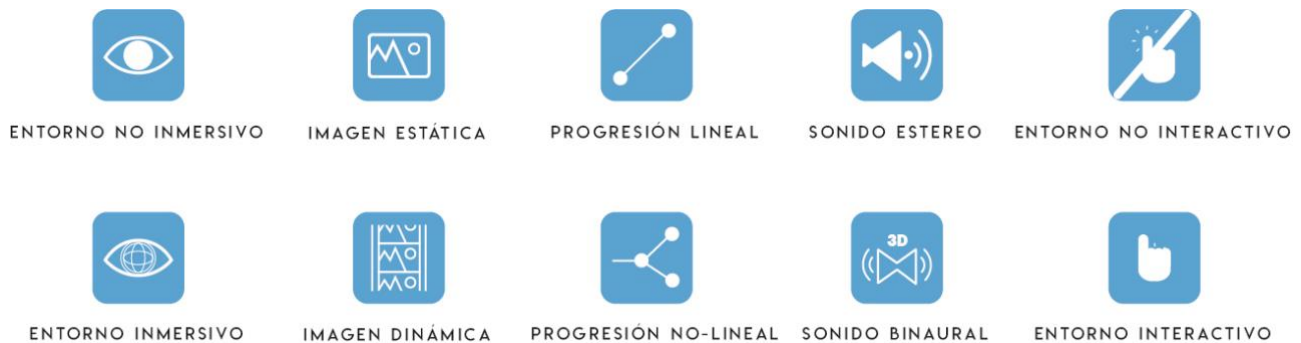 ENTORNO NO INMERSIVO
IMAGEN ESTÁTICA
PROGRESIÓN LINEAL
SONIDO ESTEREO
ENTORNO NO INTERACTIVO
3D
ENTORNO INMERSIVO
IMAGEN DINÁMICA
PROGRESIÓN NO-LINEAL
SONIDO BINAURAL
ENTORNO INTERACTIVO